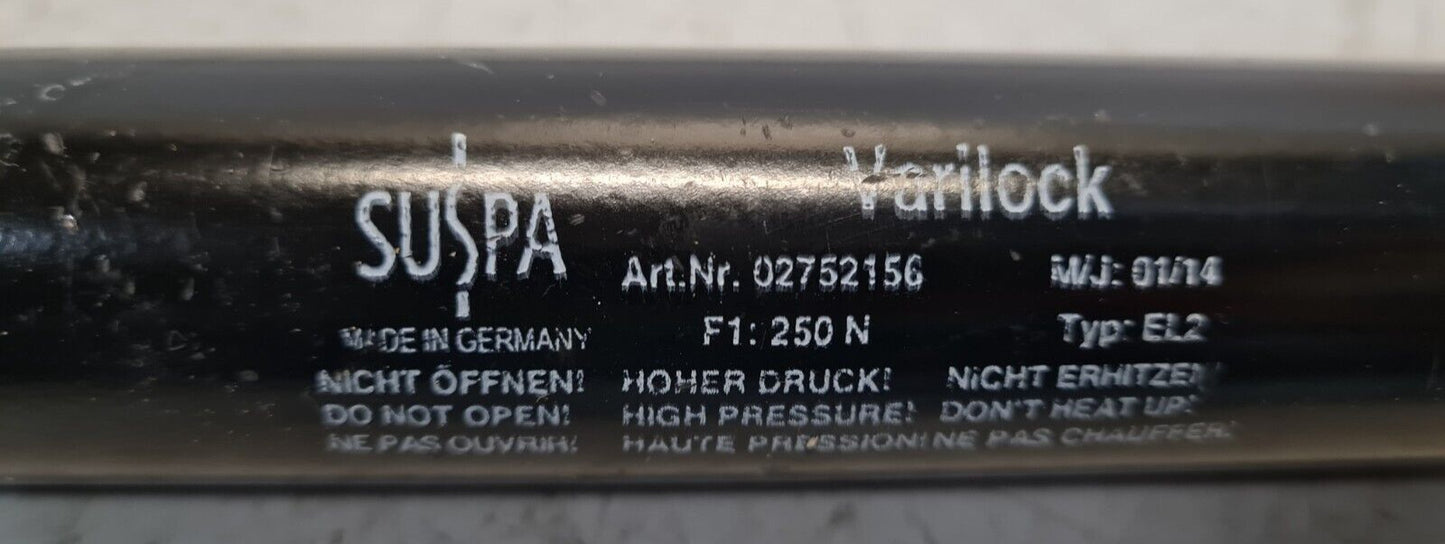 SUSPA
Varilock
Art.Nr. 02752156
M/J: 01/14
MADE IN GERMANY
F1: 250 N
Typ: EL2
NICHT ÖFFNEN! HOHER DRUCK! NICHT ERHITZEN!
DO NOT OPEN! HIGH PRESSURE! DON'T HEAT UP!
NE PAS OUVRIR! HAUTE PRESSION! NE PAS CHAUFFER!